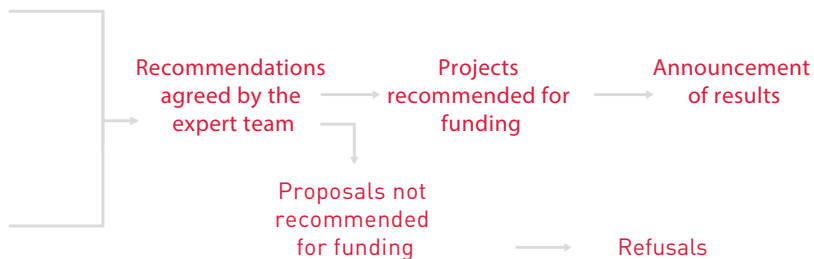 Recommendations
agreed by the
expert team
Projects
recommended for
funding
Announcement
of results
Proposals not
recommended
for funding
Refusals